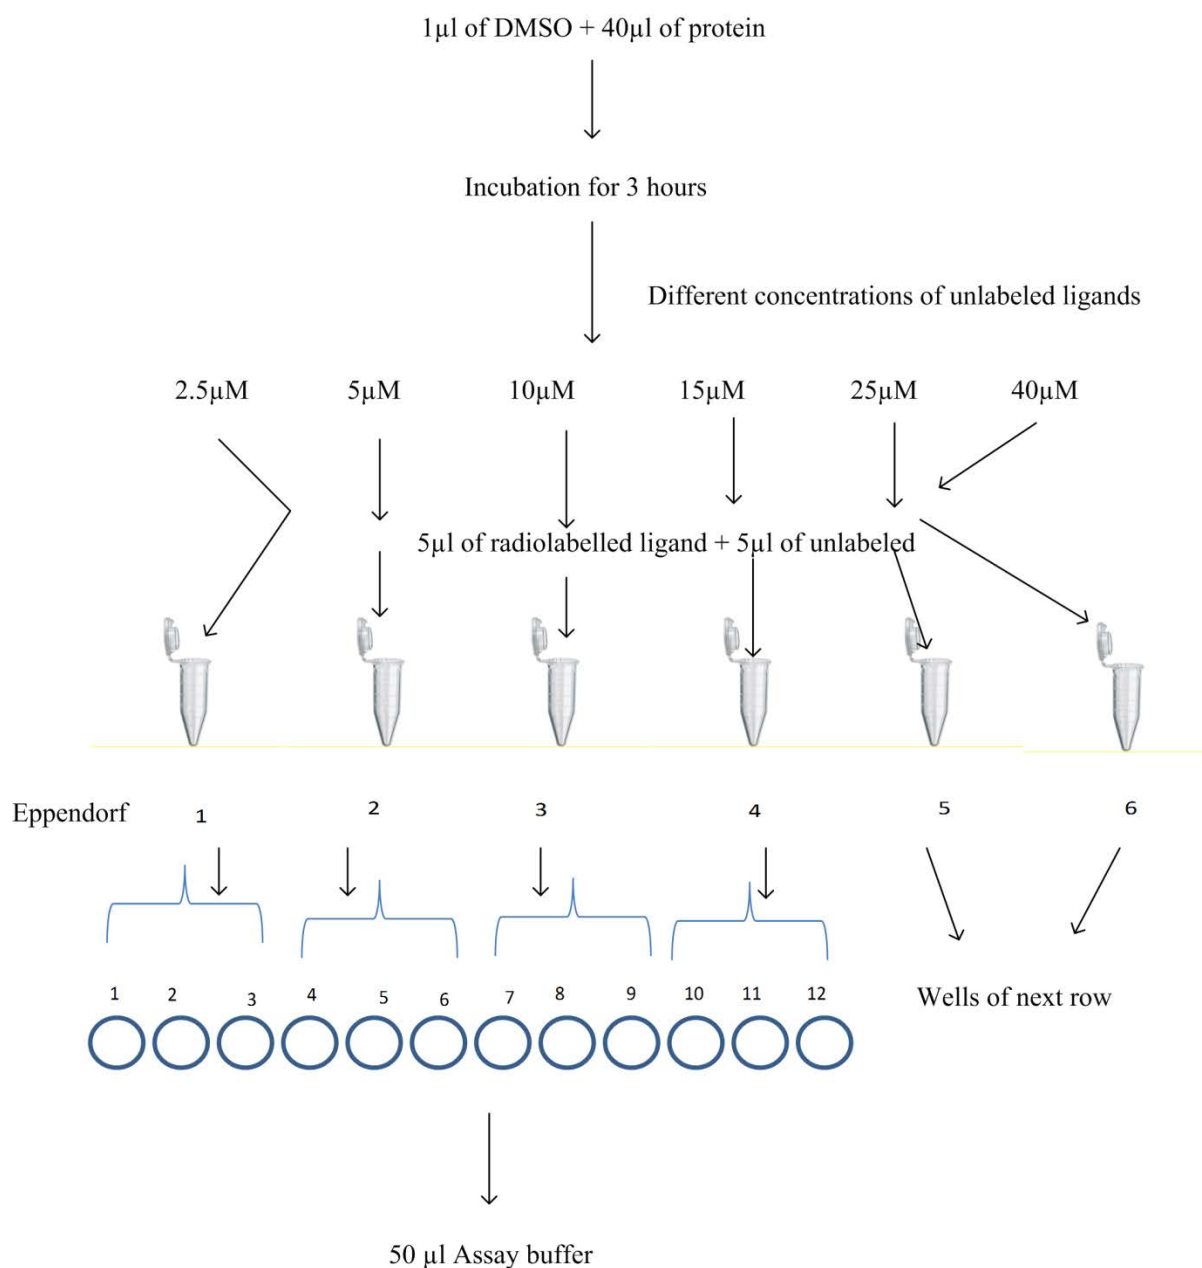 1µl of DMSO + 40µl of protein
Incubation for 3 hours
Different concentrations of unlabeled ligands
2.5µM 5µM 10µM 15µM 25µM 40µM
5µl of radiolabelled ligand + 5µl of unlabeled
Eppendorf 1 2 3 4 5 6
1 2 3 4 5 6 7 8 9 10 11 12 Wells of next row
50 µl Assay buffer